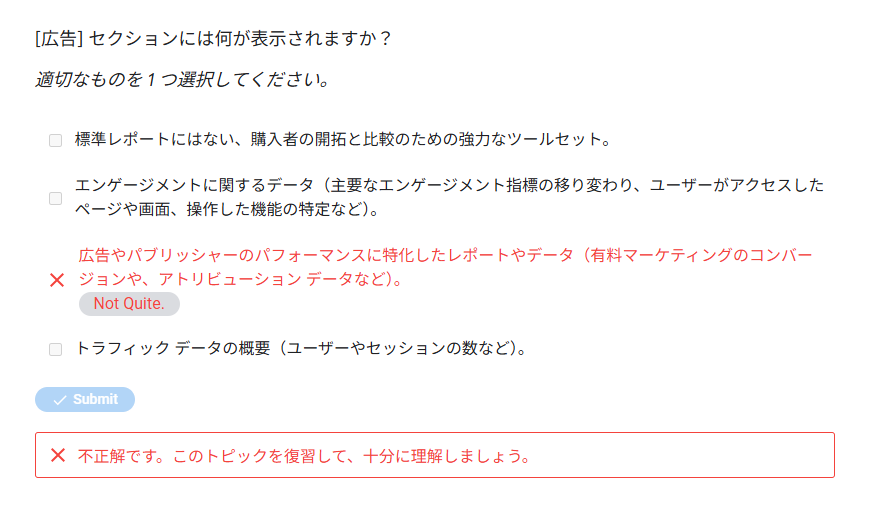 [広告] セクションには何が表示されますか？
適切なものを 1 つ選択してください。
標準レポートにはない、購入者の開拓と比較のための強力なツールセット。
エンゲージメントに関するデータ（主要なエンゲージメント指標の移り変わり、ユーザーがアクセスした
ページや画面、操作した機能の特定など）。
広告やパブリッシャーのパフォーマンスに特化したレポートやデータ（有料マーケティングのコンバー
ジョンや、アトリビューション データなど）。
Not Quite.
トラフィック データの概要（ユーザーやセッションの数など）。
Submit
不正解です。このトピックを復習して、十分に理解しましょう。